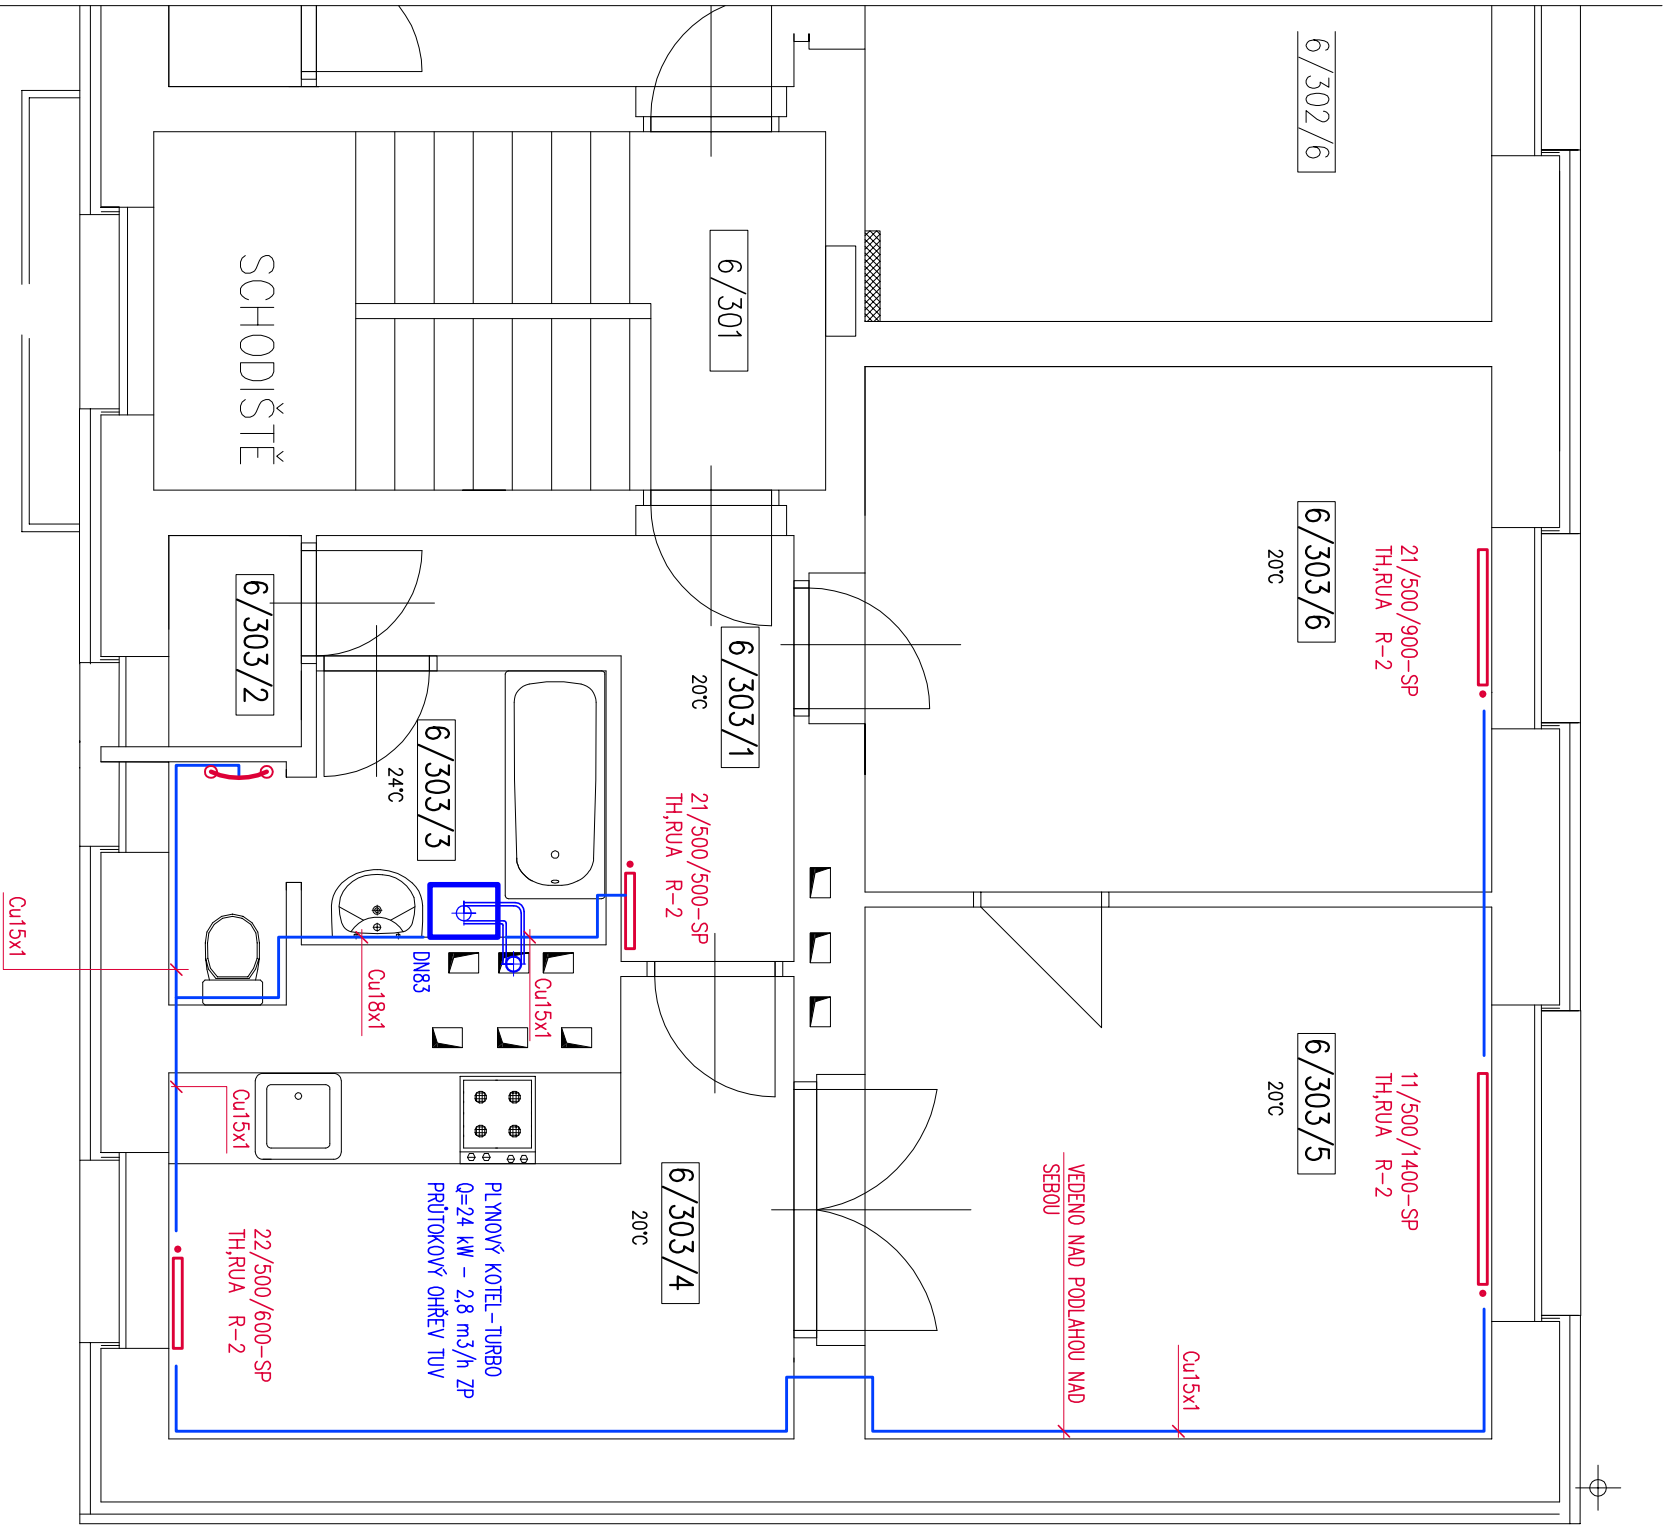 6/302/6
6/301
SCHODIŠTĚ
6/303/6
20°C
21/500/900-SP
TH,RUA R-2
6/303/2
6/303/1
20°C
6/303/3
24°C
21/500/500-SP
TH,RUA R-2
Cu15x1
DN83
Cu18x1
Cu15x1
6/303/5
20°C
11/500/1400-SP
TH,RUA R-2
Cu15x1
6/303/4
20°C
VEDENO NAD PODLAHOU NAD
SEBOU
PLYNOVÝ KOTEL-TURBO
Q=24 kW - 2,8 m3/h ZP
PRŮTOKOVÝ OHŘEV TUV
22/500/600-SP
TH,RUA R-2
Cu15x1